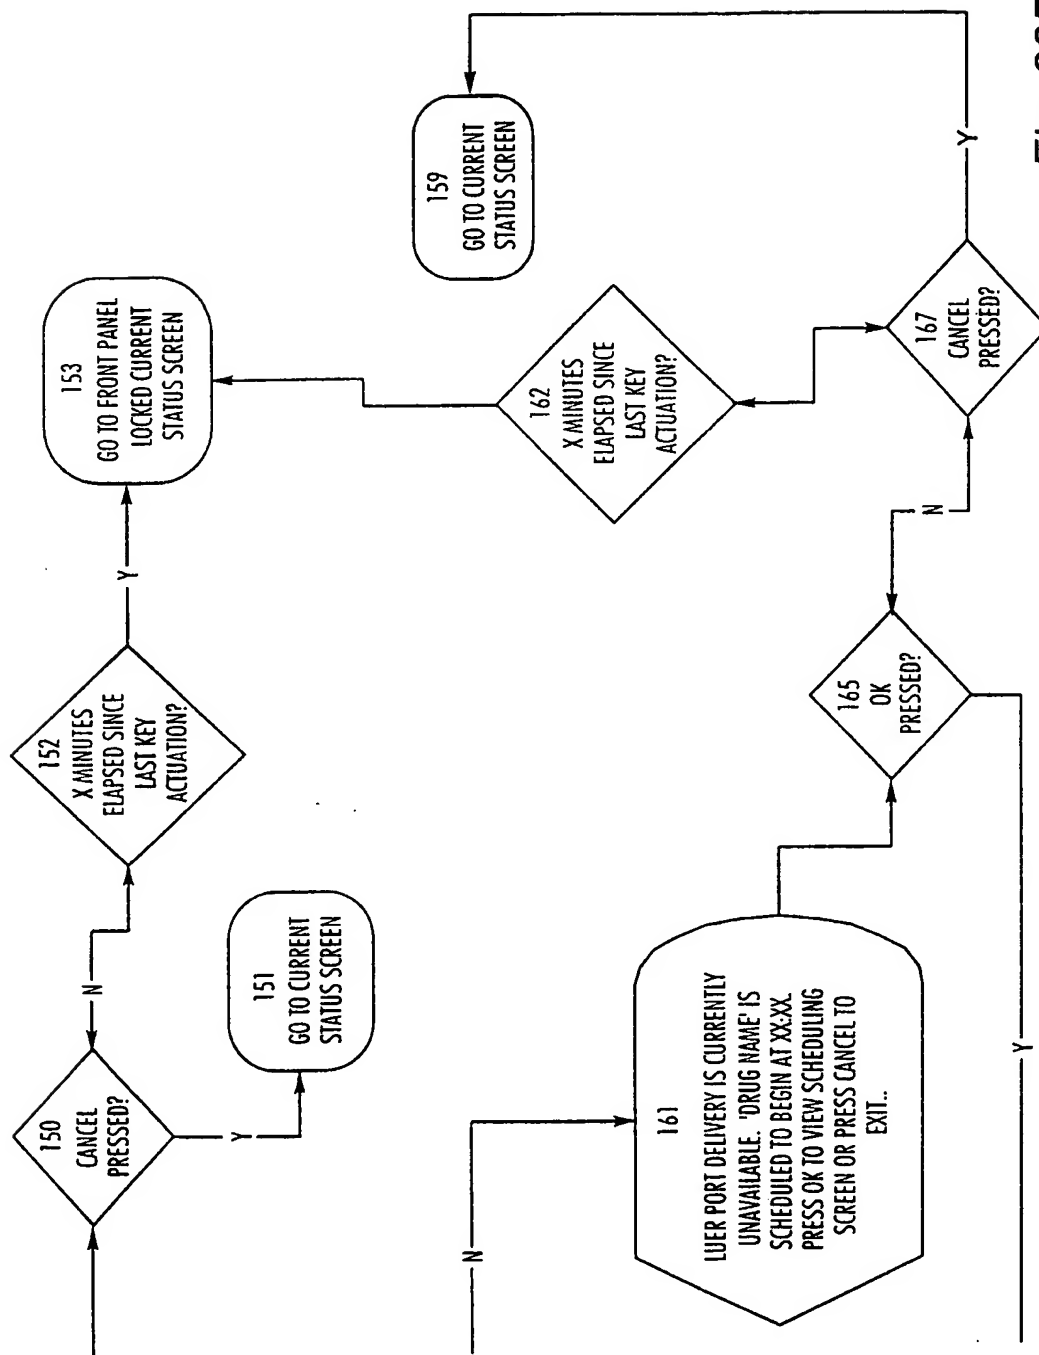 150
CANCEL
PRESSED?
N
Y
151
GO TO CURRENT
STATUS SCREEN
152
X MINUTES
ELAPSED SINCE
LAST KEY
ACTUATION?
Y
153
GO TO FRONT PANEL
LOCKED CURRENT
STATUS SCREEN
N
161
LUER PORT DELIVERY IS CURRENTLY
UNAVAILABLE. 'DRUG NAME' IS
SCHEDULED TO BEGIN AT XX:XX.
PRESS OK TO VIEW SCHEDULING
SCREEN OR PRESS CANCEL TO
EXIT..
165
OK
PRESSED?
Y
N
162
X MINUTES
ELAPSED SINCE
LAST KEY
ACTUATION?
167
CANCEL
PRESSED?
Y
159
GO TO CURRENT
STATUS SCREEN